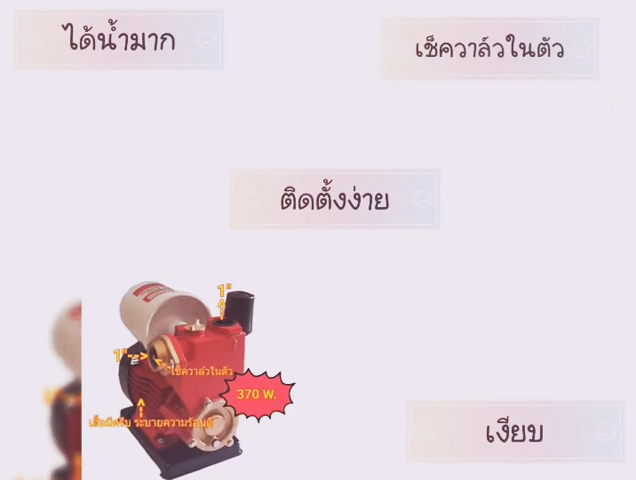 ได้น้ำมาก
เช็ควาล์วในตัว
ติดตั้งง่าย
1"
1"
เช็ควาล์วในตัว
370 W.
ระบายความร้อนดี
เงียบ